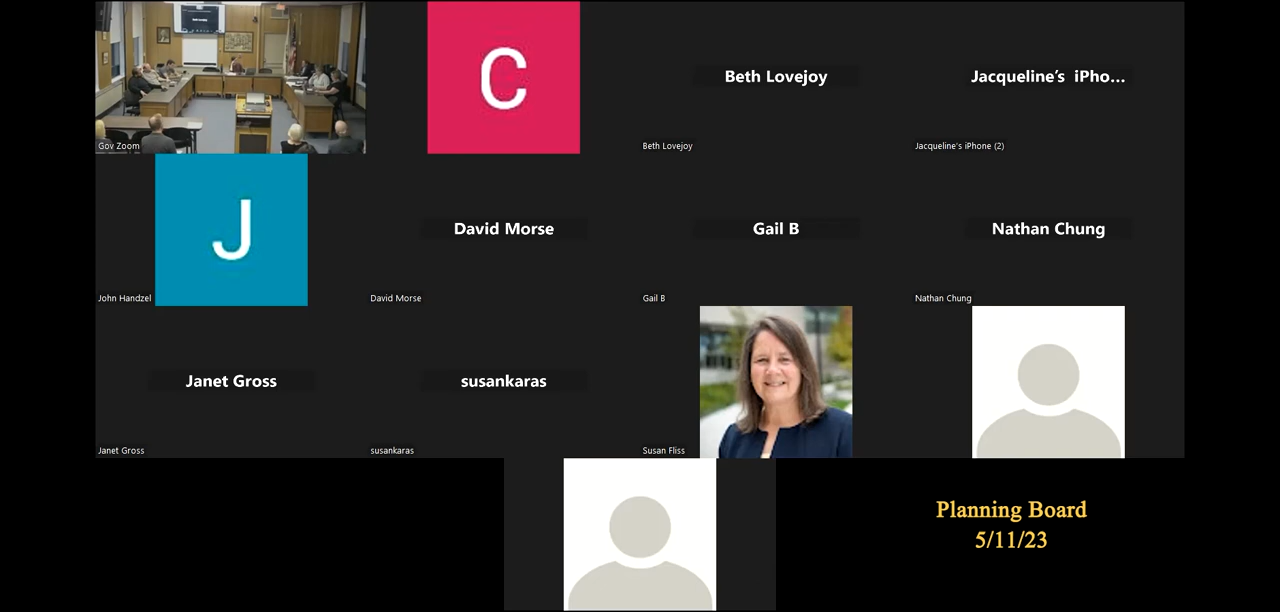 Gov Zoom
C
Beth Lovejoy
Beth Lovejoy
Jacqueline's iPho...
Jacqueline's iPhone (2)
J
John Handzel
David Morse
David Morse
Gail B
Gail B
Nathan Chung
Nathan Chung
Janet Gross
Janet Gross
susankaras
susankaras
Susan Fliss
Planning Board
5/11/23